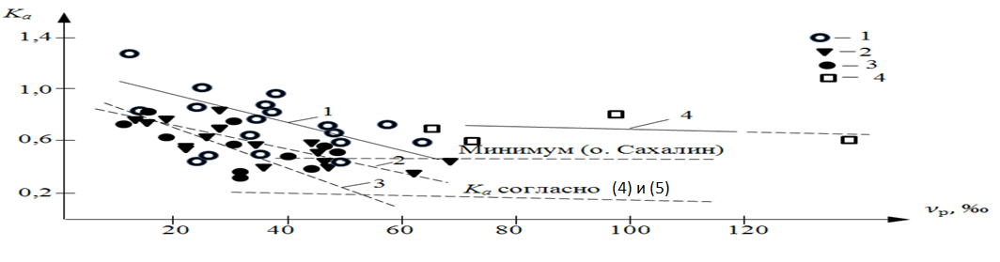 Kₐ
1,4
1
2
3
4
1,0
1
4
0,6
Минимум (о. Сахалин)
2
3
Kₐ согласно (4) и (5)
0,2
20 40 60 80 100 120
νₚ, ‰